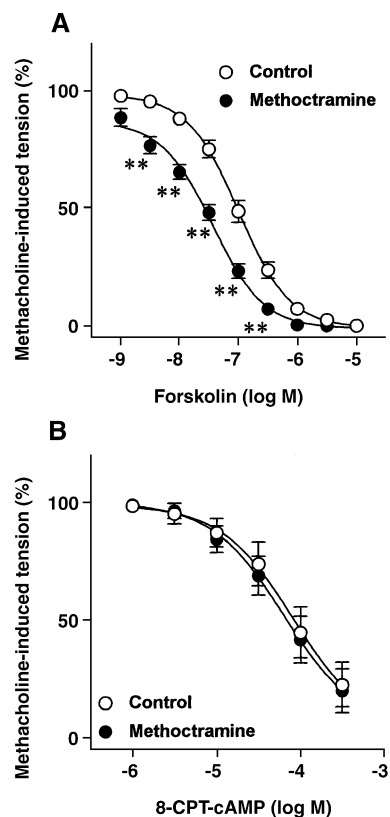 A
Methacholine-induced tension (%)
100
50
0
Control
Methoctramine
**
**
**
**
**
-9 -8 -7 -6 -5
Forskolin (log M)
B
Methacholine-induced tension (%)
100
50
0
Control
Methoctramine
-6 -5 -4 -3
8-CPT-cAMP (log M)